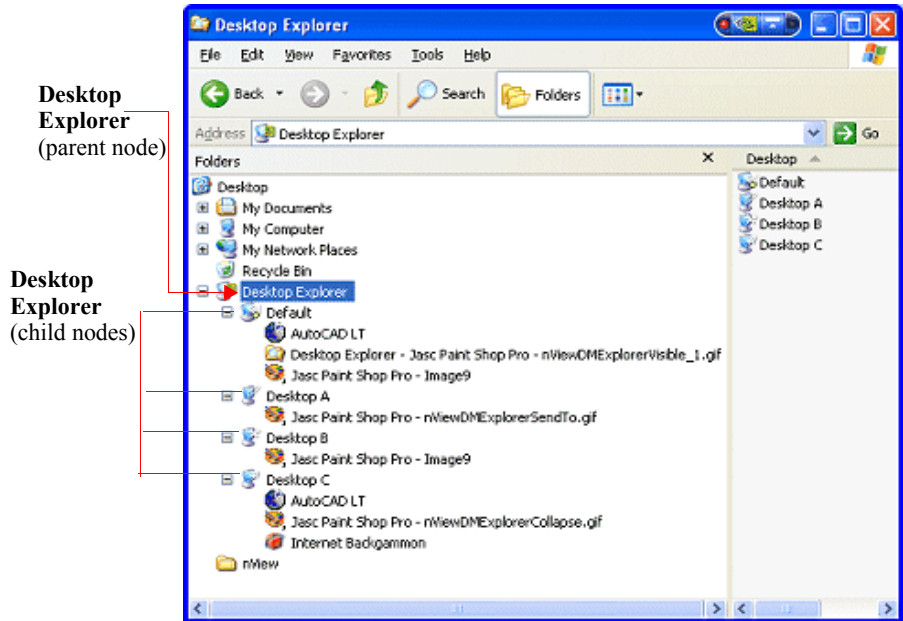 Desktop Explorer
File Edit View Favorites Tools Help
Back Search Folders
Address Desktop Explorer Go
Folders
Desktop
Desktop
My Documents
My Computer
My Network Places
Recycle Bin
Desktop Explorer
Default
AutoCAD LT
Desktop Explorer - Jasc Paint Shop Pro - nViewDMExplorerVisible_1.gif
Jasc Paint Shop Pro - Image9
Desktop A
Jasc Paint Shop Pro - nViewDMExplorerSendTo.gif
Desktop B
Jasc Paint Shop Pro - Image9
Desktop C
AutoCAD LT
Jasc Paint Shop Pro - nViewDMExplorerCollapse.gif
Internet Backgammon
nView
Default
Desktop A
Desktop B
Desktop C
Desktop
Explorer
(parent node)
Desktop
Explorer
(child nodes)